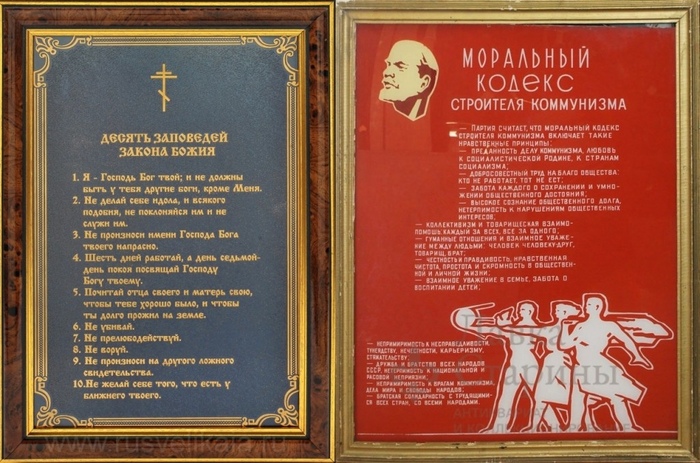 ДЕСЯТЬ ЗАПОВЕДЕЙ
ЗАКОНА БОЖИЯ
1. Я - Господь Бог твой; и не должны
быть у тебя другие боги, кроме Меня.
2. Не делай себе идола, и всякого
подобия, не поклоняйся им и не
служи им.
3. Не произноси имени Господа Бога
твоего напрасно.
4. Шесть дней работай, а день седьмой-
день покоя посвящай Господу
Богу твоему.
5. Почитай отца своего и матерь свою,
чтобы тебе хорошо было, и чтобы
ты долго прожил на земле.
6. Не убивай.
7. Не прелюбодействуй.
8. Не воруй.
9. Не произноси на другого ложного
свидетельства.
10.Не желай себе того, что есть у
ближнего твоего.
МОРАЛЬНЫЙ
КОДЕКС
СТРОИТЕЛЯ КОММУНИЗМА
— ПАРТИЯ СЧИТАЕТ, ЧТО МОРАЛЬНЫЙ КОДЕКС
СТРОИТЕЛЯ КОММУНИЗМА ВКЛЮЧАЕТ ТАКИЕ
НРАВСТВЕННЫЕ ПРИНЦИПЫ:
— ПРЕДАННОСТЬ ДЕЛУ КОММУНИЗМА, ЛЮБОВЬ
К СОЦИАЛИСТИЧЕСКОЙ РОДИНЕ, К СТРАНАМ
СОЦИАЛИЗМА;
— ДОБРОСОВЕСТНЫЙ ТРУД НА БЛАГО ОБЩЕСТВА:
КТО НЕ РАБОТАЕТ, ТОТ НЕ ЕСТ;
— ЗАБОТА КАЖДОГО О СОХРАНЕНИИ И УМНО-
ЖЕНИИ ОБЩЕСТВЕННОГО ДОСТОЯНИЯ;
— ВЫСОКОЕ СОЗНАНИЕ ОБЩЕСТВЕННОГО ДОЛГА,
НЕТЕРПИМОСТЬ К НАРУШЕНИЯМ ОБЩЕСТВЕННЫХ
ИНТЕРЕСОВ.
— КОЛЛЕКТИВИЗМ И ТОВАРИЩЕСКАЯ ВЗАИМО-
ПОМОЩЬ: КАЖДЫЙ ЗА ВСЕХ, ВСЕ ЗА ОДНОГО.
— ГУМАННЫЕ ОТНОШЕНИЯ И ВЗАИМНОЕ УВАЖЕ-
НИЕ МЕЖДУ ЛЮДЬМИ: ЧЕЛОВЕК ЧЕЛОВЕКУ-ДРУГ,
ТОВАРИЩ, БРАТ;
— ЧЕСТНОСТЬ И ПРАВДИВОСТЬ, НРАВСТВЕННАЯ
ЧИСТОТА, ПРОСТОТА И СКРОМНОСТЬ В ОБЩЕСТВЕН-
НОЙ И ЛИЧНОЙ ЖИЗНИ;
— ВЗАИМНОЕ УВАЖЕНИЕ В СЕМЬЕ, ЗАБОТА О
ВОСПИТАНИИ ДЕТЕЙ;
— НЕПРИМИРИМОСТЬ К НЕСПРАВЕДЛИВОСТИ,
ТУНЕЯДСТВУ, НЕЧЕСТНОСТИ, КАРЬЕРИЗМУ,
СТЯЖАТЕЛЬСТВУ;
— ДРУЖБА И БРАТСТВО ВСЕХ НАРОДОВ
СССР, НЕТЕРПИМОСТЬ К НАЦИОНАЛЬНОЙ И
РАСОВОЙ НЕПРИЯЗНИ;
— НЕПРИМИРИМОСТЬ К ВРАГАМ КОММУНИЗМА,
ДЕЛА МИРА И СВОБОДЫ НАРОДОВ;
— БРАТСКАЯ СОЛИДАРНОСТЬ С ТРУДЯЩИМИ-
СЯ ВСЕХ СТРАН, СО ВСЕМИ НАРОДАМИ.
Лавка
Старины